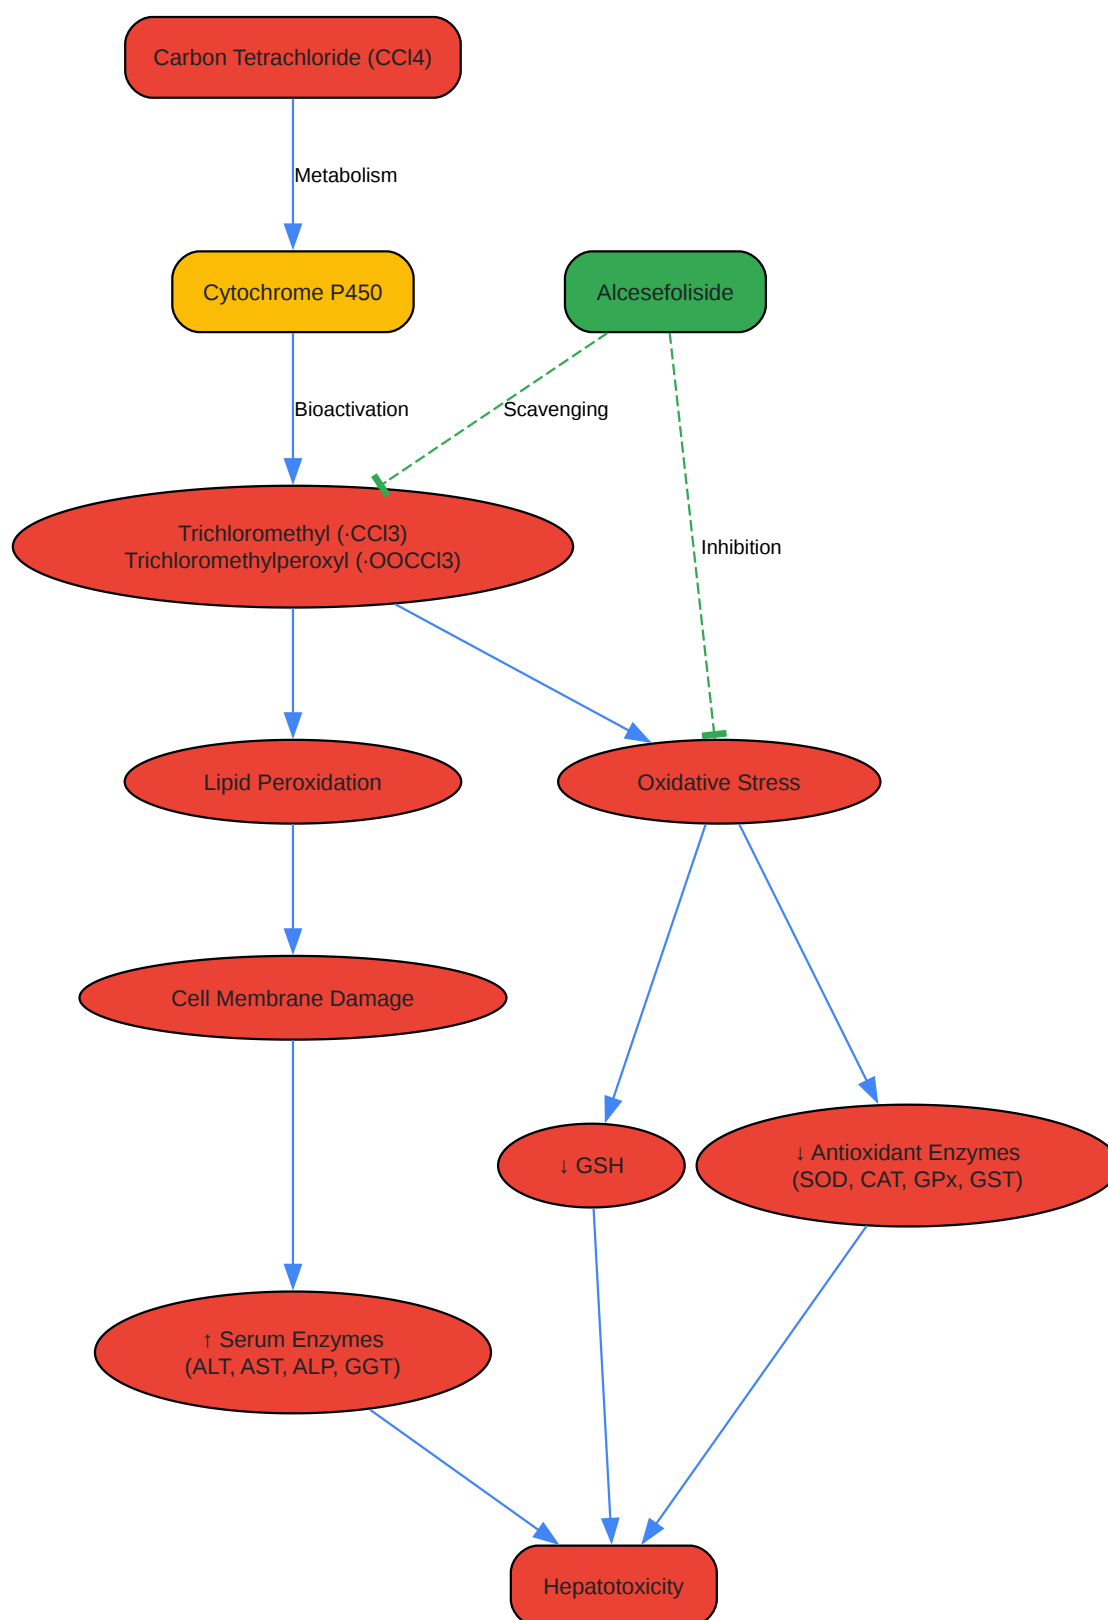 Carbon Tetrachloride (CCl4)
Metabolism
Cytochrome P450
Alcesefoliside
Bioactivation
Scavenging
Trichloromethyl (·CCl3)
Trichloromethylperoxyl (·OOCCl3)
Inhibition
Lipid Peroxidation
Oxidative Stress
Cell Membrane Damage
↓ GSH
↓ Antioxidant Enzymes
(SOD, CAT, GPx, GST)
↑ Serum Enzymes
(ALT, AST, ALP, GGT)
Hepatotoxicity